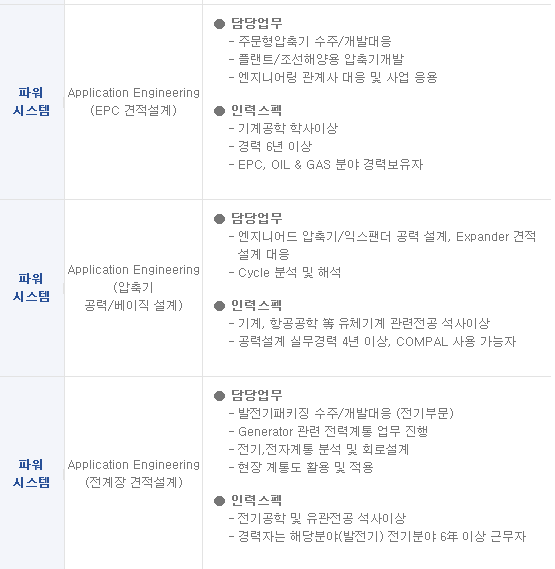 파워
시스템
Application Engineering
(EPC 견적설계)
● 담당업무
- 주문형압축기 수주/개발대응
- 플랜트/조선해양용 압축기개발
- 엔지니어링 관계사 대응 및 사업 응용
● 인력스펙
- 기계공학 학사이상
- 경력 6년 이상
- EPC, OIL & GAS 분야 경력보유자
파워
시스템
Application Engineering
(압축기
공력/베이직 설계)
● 담당업무
- 엔지니어드 압축기/익스팬더 공력 설계, Expander 견적
설계 대응
- Cycle 분석 및 해석
● 인력스펙
- 기계, 항공공학 等 유체기계 관련전공 석사이상
- 공력설계 실무경력 4년 이상, COMPAL 사용 가능자
파워
시스템
Application Engineering
(전계장 견적설계)
● 담당업무
- 발전기패키징 수주/개발대응 (전기부문)
- Generator 관련 전력계통 업무 진행
- 전기,전자계통 분석 및 회로설계
- 현장 계통도 활용 및 적용
● 인력스펙
- 전기공학 및 유관전공 석사이상
- 경력자는 해당분야(발전기) 전기분야 6年 이상 근무자